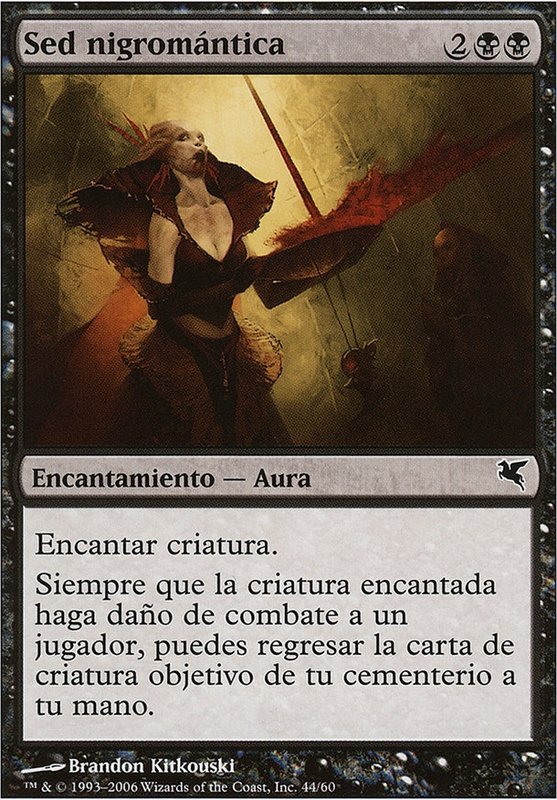 Sed nigromántica 2
Encantamiento — Aura
Encantar criatura.
Siempre que la criatura encantada
haga daño de combate a un
jugador, puedes regresar la carta de
criatura objetivo de tu cementerio a
tu mano.
Brandon Kitkouski
™ & © 1993–2006 Wizards of the Coast, Inc. 44/60